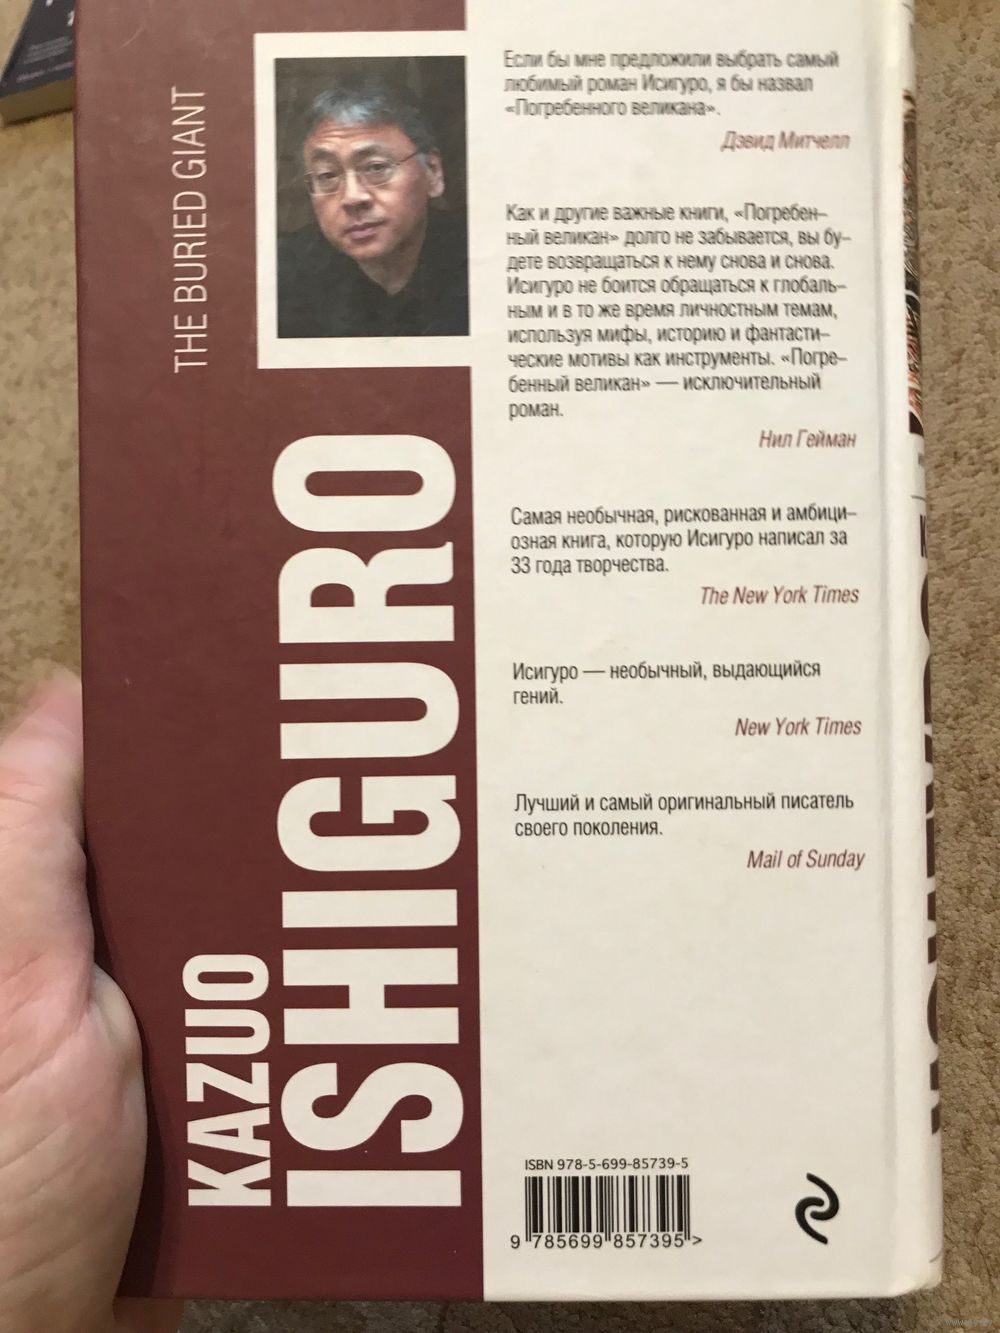 THE BURIED GIANT
KAZUO
ISHIGURO
Если бы мне предложили выбрать самый
любимый роман Исигуро, я бы назвал
«Погребенного великана».
Дэвид Митчелл
Как и другие важные книги, «Погребен–
ный великан» долго не забывается, вы бу–
дете возвращаться к нему снова и снова.
Исигуро не боится обращаться к глобаль–
ным и в то же время личностным темам,
используя мифы, историю и фантасти–
ческие мотивы как инструменты. «Погре–
бенный великан» — исключительный
роман.
Нил Гейман
Самая необычная, рискованная и амбици–
озная книга, которую Исигуро написал за
33 года творчества.
The New York Times
Исигуро — необычный, выдающийся
гений.
New York Times
Лучший и самый оригинальный писатель
своего поколения.
Mail of Sunday
ISBN 978-5-699-85739-5
9 785699 857395 >